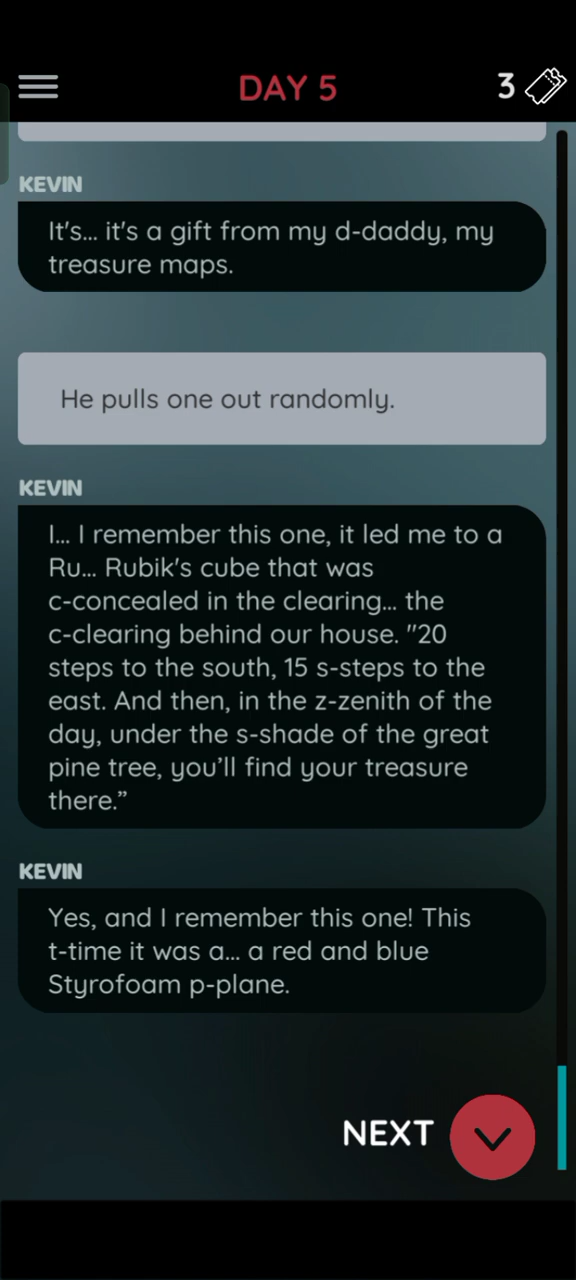 DAY 5
3
KEVIN
It's... it's a gift from my d-daddy, my
treasure maps.
He pulls one out randomly.
KEVIN
I... I remember this one, it led me to a
Ru... Rubik's cube that was
c-concealed in the clearing... the
c-clearing behind our house. "20
steps to the south, 15 s-steps to the
east. And then, in the z-zenith of the
day, under the s-shade of the great
pine tree, you’ll find your treasure
there.”
KEVIN
Yes, and I remember this one! This
t-time it was a... a red and blue
Styrofoam p-plane.
NEXT